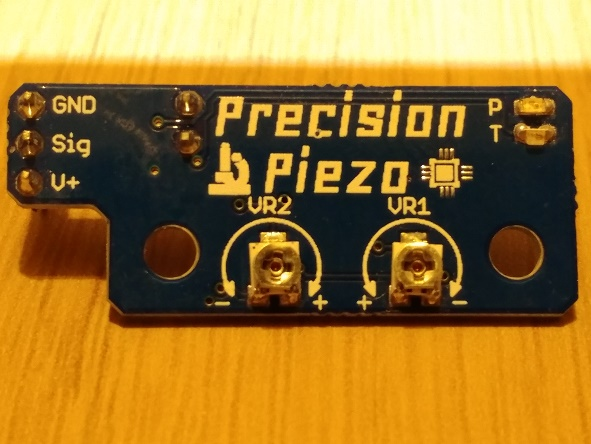 GND
Sig
V+
Precision
Piezo
P
T
VR2
VR1
- +
+ -